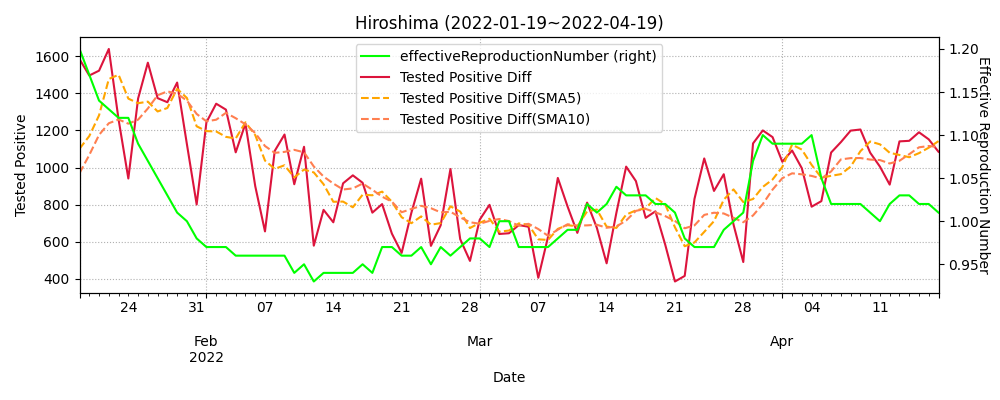 Hiroshima (2022-01-19~2022-04-19)
effectiveReproductionNumber (right)
Tested Positive Diff
Tested Positive Diff(SMA5)
Tested Positive Diff(SMA10)
Tested Positive
1600
1400
1200
1000
800
600
400
1.20
1.15
1.10
1.05
1.00
0.95
Effective Reproduction Number
24 31 07 14 21 28 07 14 21 28 04 11
Feb Mar Apr
2022
Date